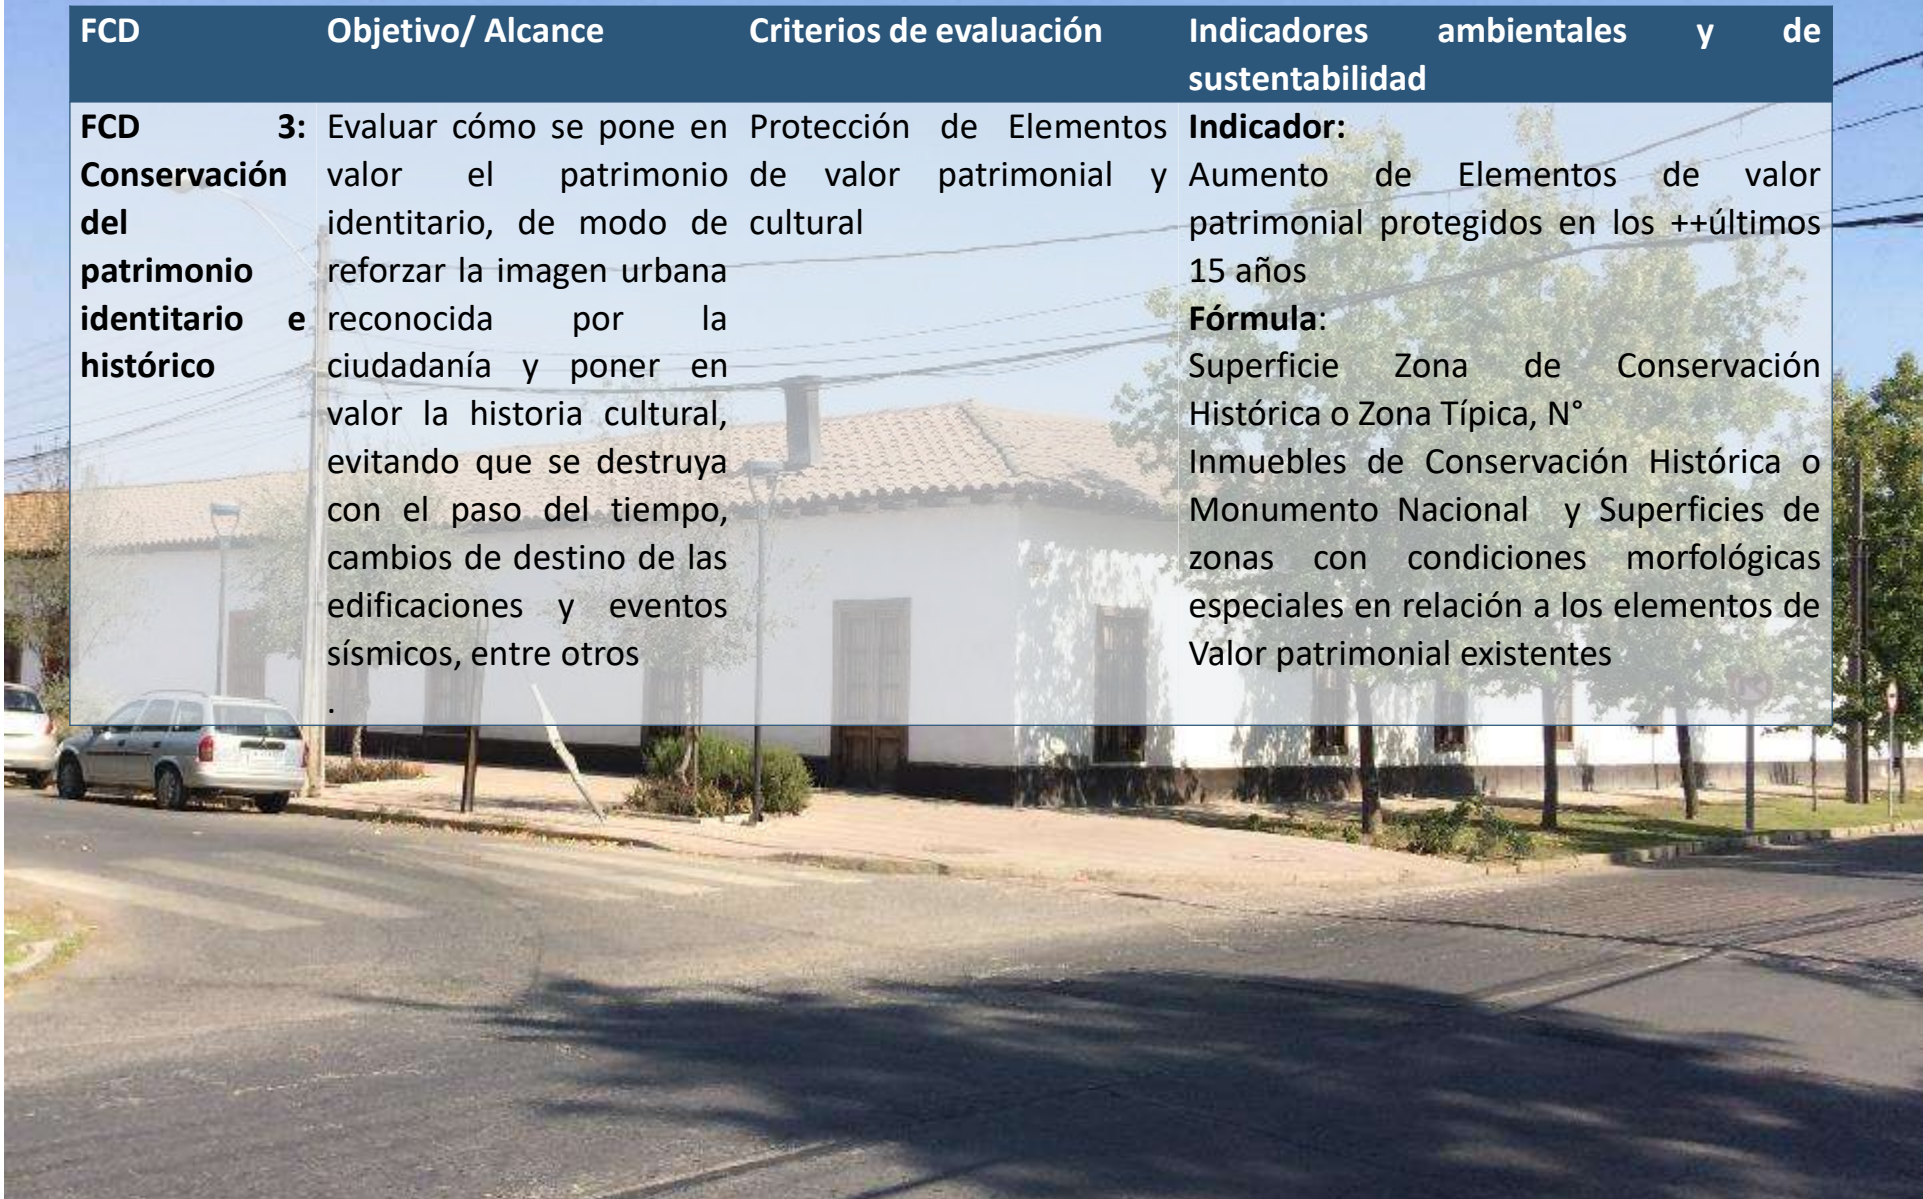 FCD
Objetivo/ Alcance
Criterios de evaluación
Indicadores ambientales y de
sustentabilidad
FCD 3:
Conservación
del
patrimonio
identitario e
histórico
Evaluar cómo se pone en
valor el patrimonio
identitario, de modo de
reforzar la imagen urbana
reconocida por la
ciudadanía y poner en
valor la historia cultural,
evitando que se destruya
con el paso del tiempo,
cambios de destino de las
edificaciones y eventos
sísmicos, entre otros
.
Protección de Elementos
de valor patrimonial y
cultural
Indicador:
Aumento de Elementos de valor
patrimonial protegidos en los ++últimos
15 años
Fórmula:
Superficie Zona de Conservación
Histórica o Zona Típica, N°
Inmuebles de Conservación Histórica o
Monumento Nacional y Superficies de
zonas con condiciones morfológicas
especiales en relación a los elementos de
Valor patrimonial existentes